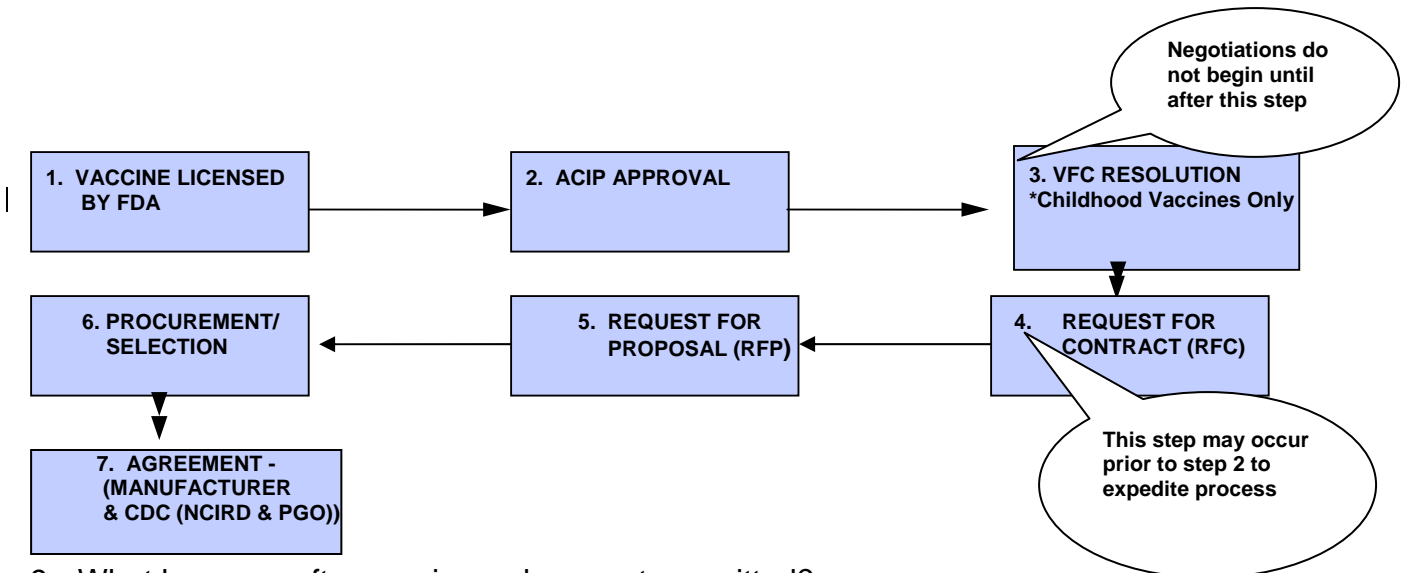 Negotiations do
not begin until
after this step
1. VACCINE LICENSED
BY FDA
2. ACIP APPROVAL
3. VFC RESOLUTION
*Childhood Vaccines Only
6. PROCUREMENT/
SELECTION
5. REQUEST FOR
PROPOSAL (RFP)
4. REQUEST FOR
CONTRACT (RFC)
This step may occur
prior to step 2 to
expedite process
7. AGREEMENT -
(MANUFACTURER
& CDC (NCIRD & PGO))